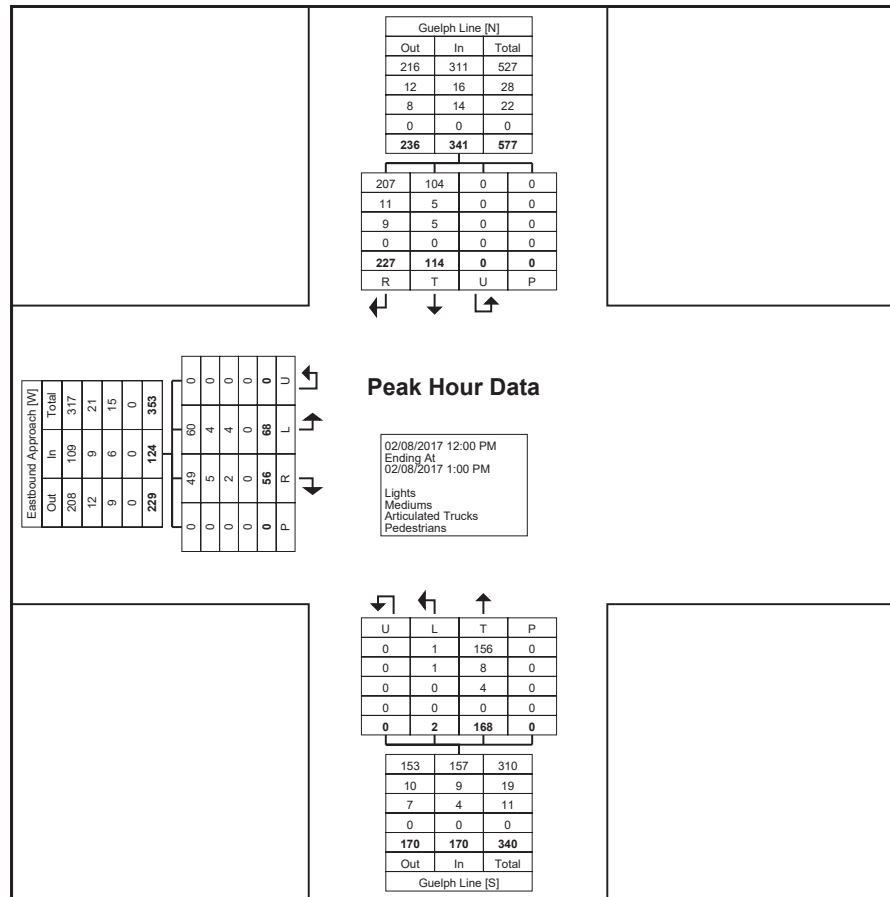 Guelph Line [N]
Out In Total
216 311 527
12 16 28
8 14 22
0 0 0
236 341 577
207 104 0 0
11 5 0 0
9 5 0 0
0 0 0 0
227 114 0 0
R T U P
Eastbound Approach [W]
Out In Total
208 109 317
12 9 21
9 6 15
0 0 0
229 124 353
0 49 60 0
0 5 4 0
0 2 4 0
0 0 0 0
0 56 68 0
P R L U
Peak Hour Data
02/08/2017 12:00 PM
Ending At
02/08/2017 1:00 PM
Lights
Mediums
Articulated Trucks
Pedestrians
U L T P
0 1 156 0
0 1 8 0
0 0 4 0
0 0 0 0
0 2 168 0
153 157 310
10 9 19
7 4 11
0 0 0
170 170 340
Out In Total
Guelph Line [S]